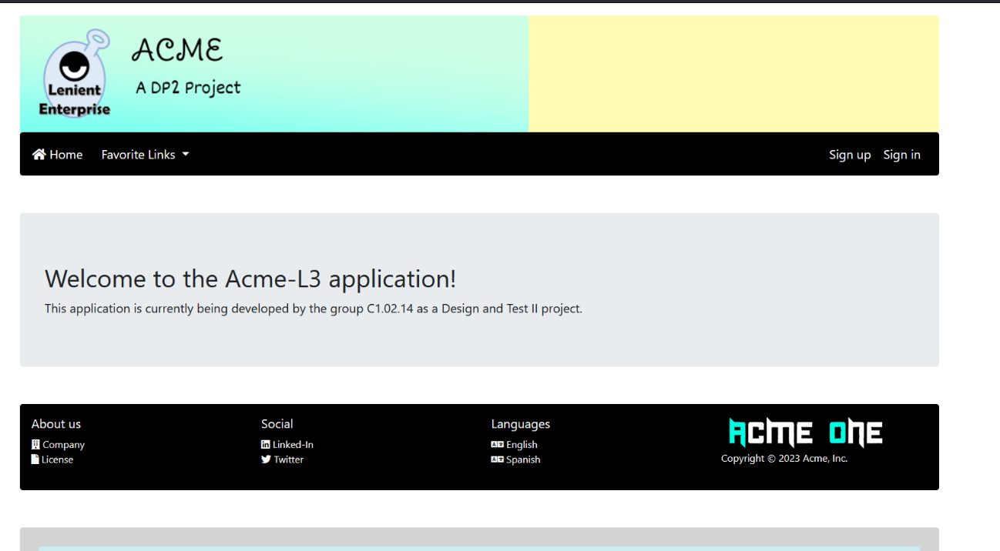 ACME
A DP2 Project
Lenient
Enterprise
Home Favorite Links Sign up Sign in
Welcome to the Acme-L3 application!
This application is currently being developed by the group C1.02.14 as a Design and Test II project.
About us
Company
License
Social
Linked-In
Twitter
Languages
English
Spanish
ACME ONE
Copyright © 2023 Acme, Inc.